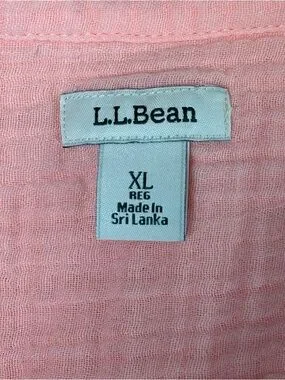 L.L.Bean
XL
REG
Made In
Sri Lanka